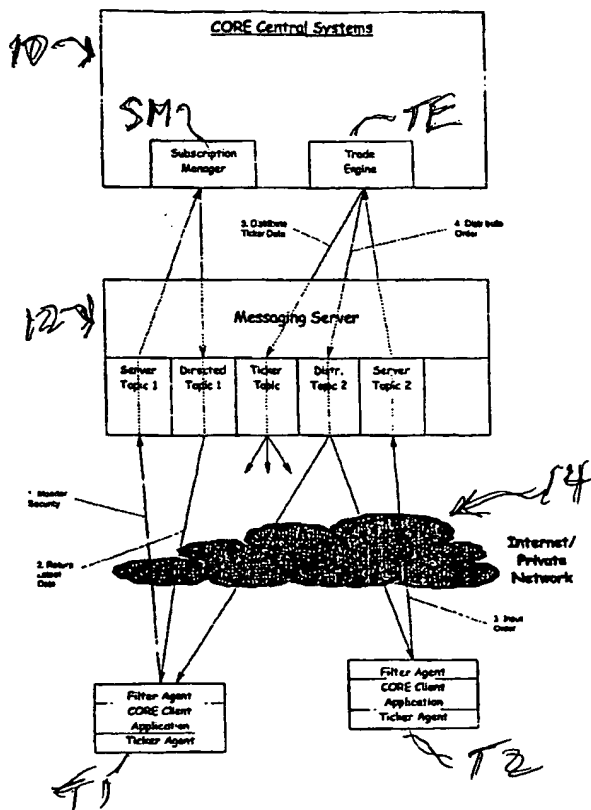 CORE Central Systems
10
SM
TE
Subscription
Manager
Trade
Engine
3. Distribute
Ticker Data
4. Distribute
Order
12
Messaging Server
Server
Topic 1
Directed
Topic 1
Ticker
Topic
Distr.
Topic 2
Server
Topic 2
1. Monitor
Security
14
Internet/
Private
Network
2. Return
Latest
Data
Input
Order
Filter Agent
CORE Client
Application
Ticker Agent
Filter Agent
CORE Client
Application
Ticker Agent
T1
T2